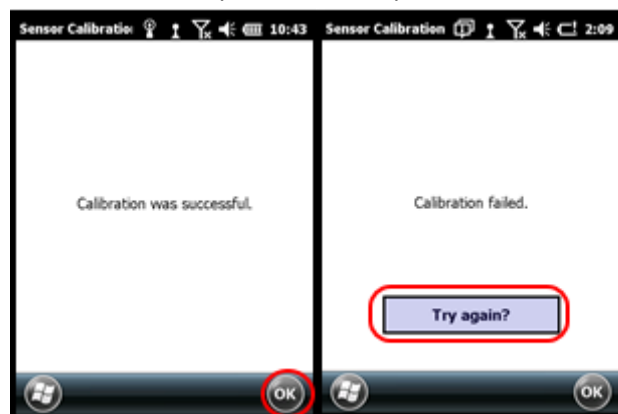 Sensor Calibratio 10:43
Calibration was successful.
OK
Sensor Calibration 2:09
Calibration failed.
Try again?
OK